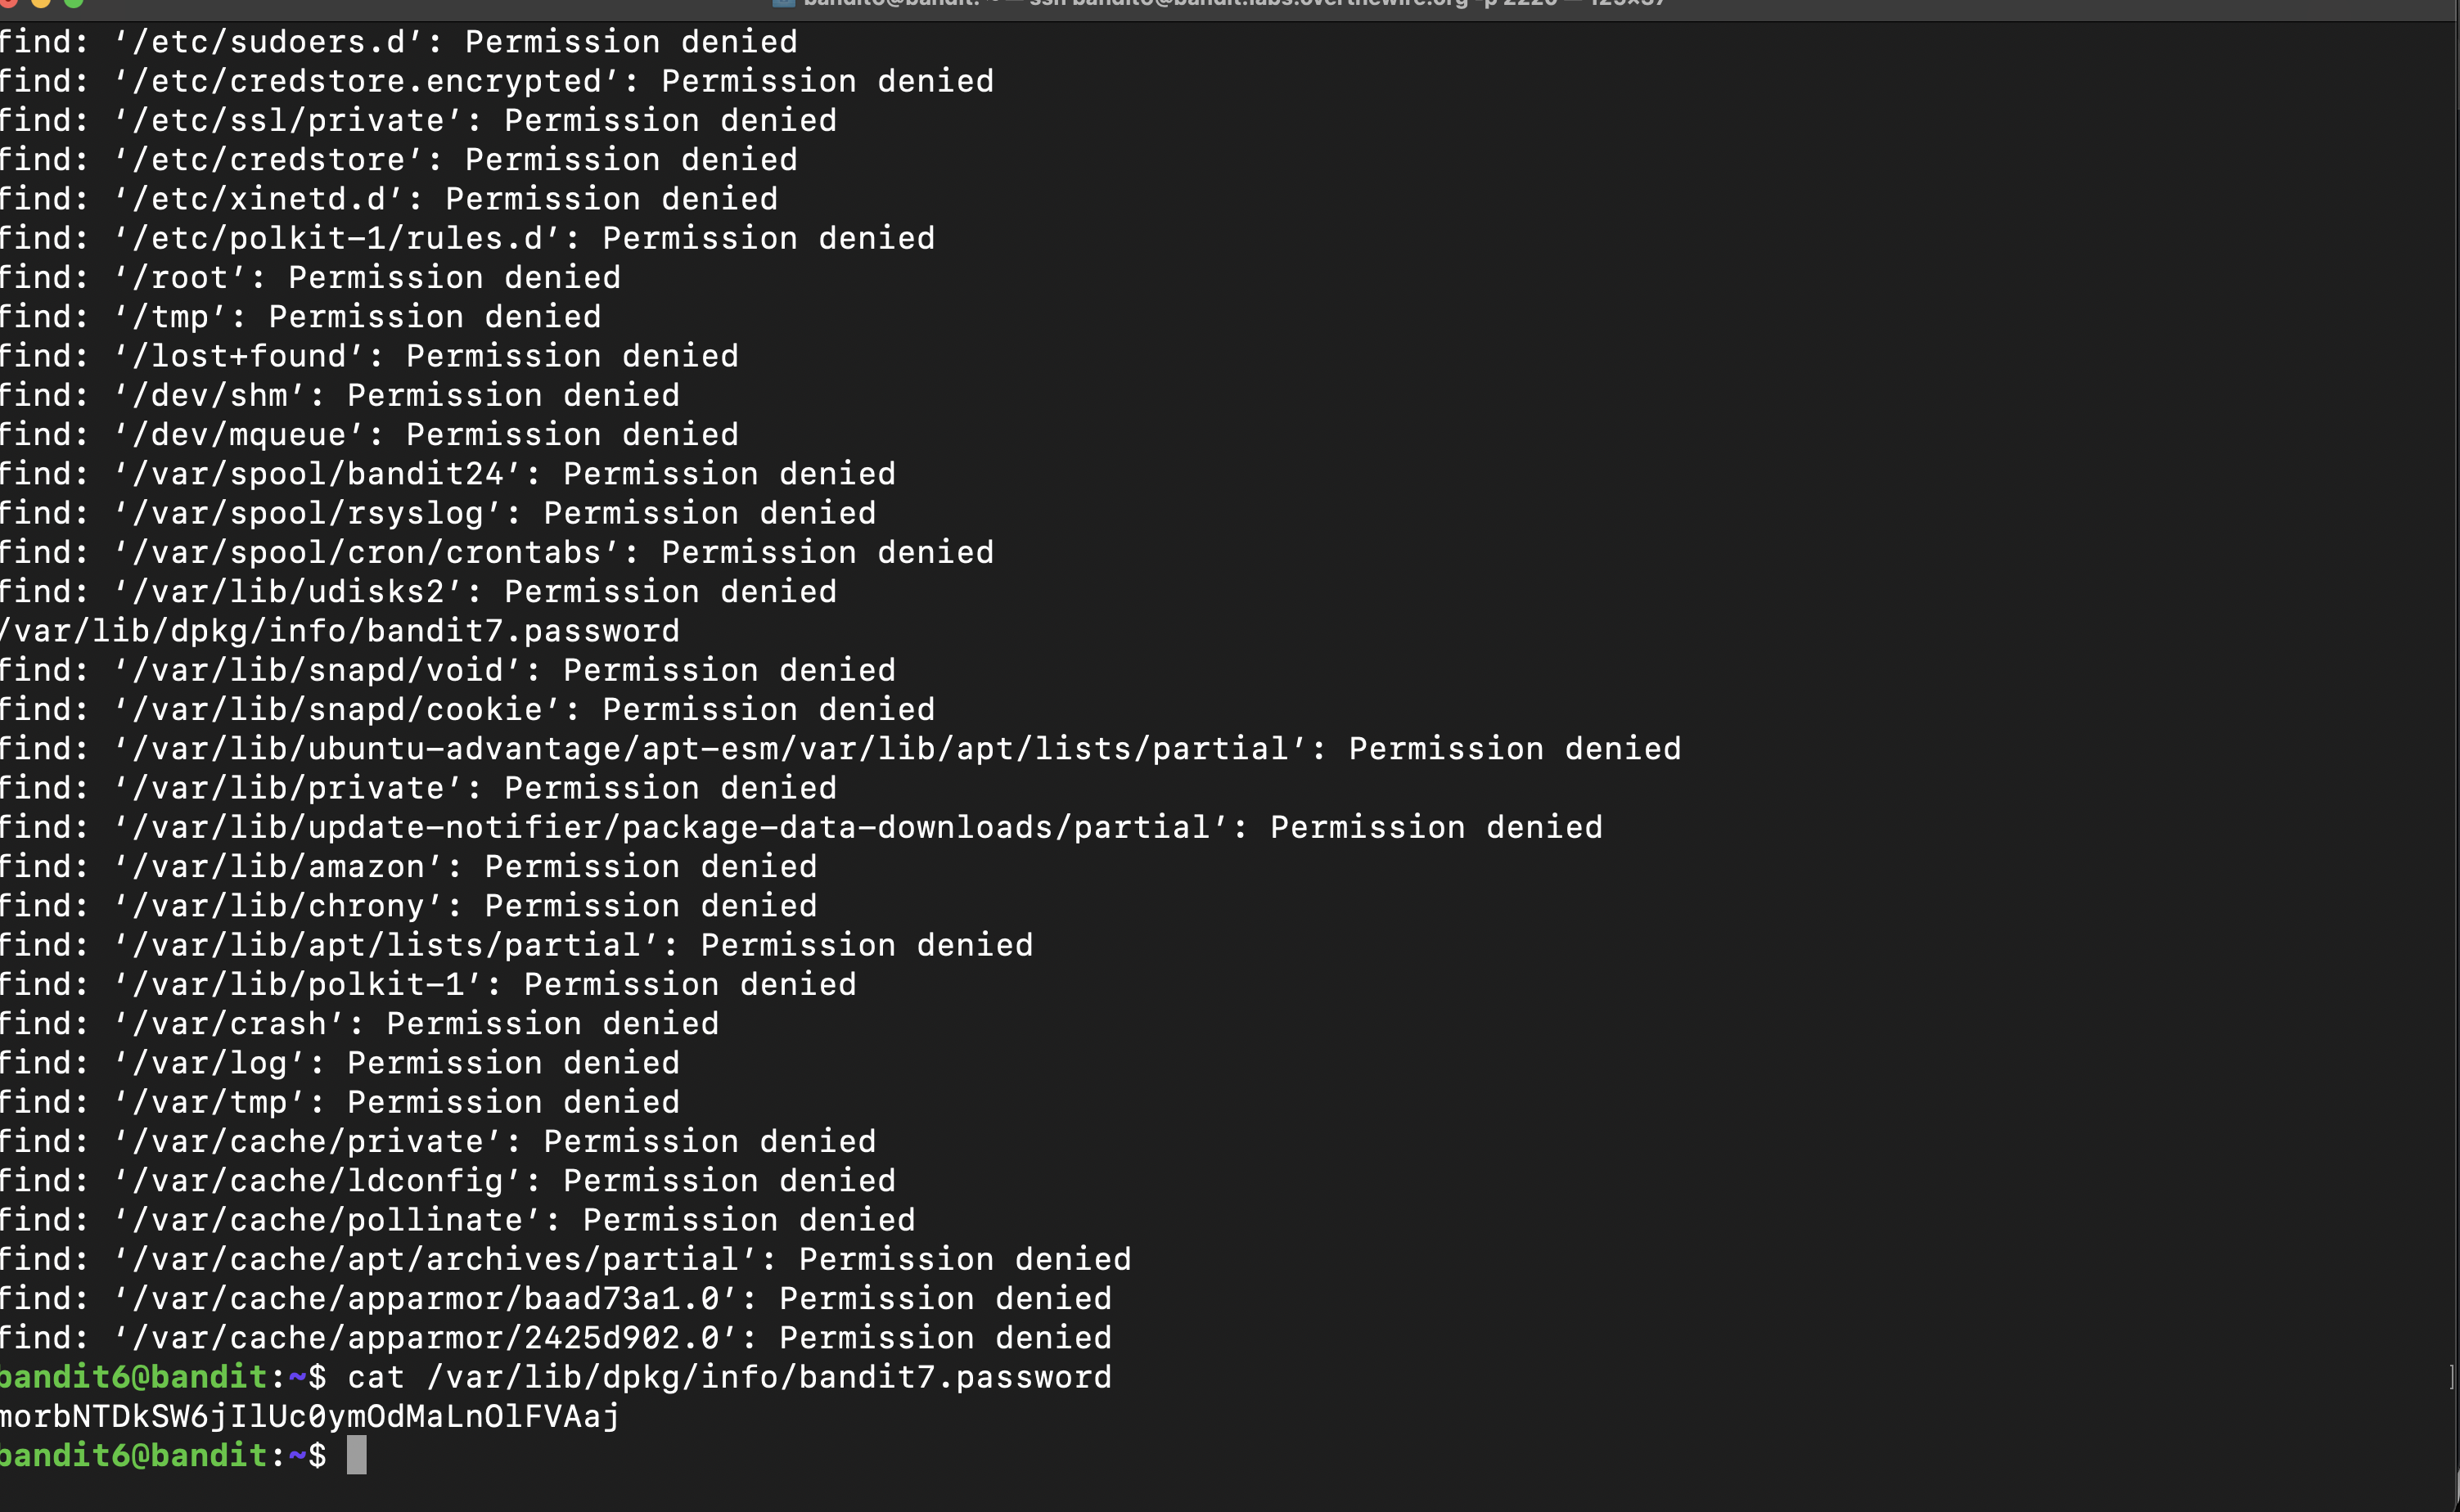 bandit6@bandit: ~ — ssh bandit6@bandit.labs.overthewire.org -p 2220 — 125×37
find: ‘/etc/sudoers.d’: Permission denied
find: ‘/etc/credstore.encrypted’: Permission denied
find: ‘/etc/ssl/private’: Permission denied
find: ‘/etc/credstore’: Permission denied
find: ‘/etc/xinetd.d’: Permission denied
find: ‘/etc/polkit-1/rules.d’: Permission denied
find: ‘/root’: Permission denied
find: ‘/tmp’: Permission denied
find: ‘/lost+found’: Permission denied
find: ‘/dev/shm’: Permission denied
find: ‘/dev/mqueue’: Permission denied
find: ‘/var/spool/bandit24’: Permission denied
find: ‘/var/spool/rsyslog’: Permission denied
find: ‘/var/spool/cron/crontabs’: Permission denied
find: ‘/var/lib/udisks2’: Permission denied
/var/lib/dpkg/info/bandit7.password
find: ‘/var/lib/snapd/void’: Permission denied
find: ‘/var/lib/snapd/cookie’: Permission denied
find: ‘/var/lib/ubuntu-advantage/apt-esm/var/lib/apt/lists/partial’: Permission denied
find: ‘/var/lib/private’: Permission denied
find: ‘/var/lib/update-notifier/package-data-downloads/partial’: Permission denied
find: ‘/var/lib/amazon’: Permission denied
find: ‘/var/lib/chrony’: Permission denied
find: ‘/var/lib/apt/lists/partial’: Permission denied
find: ‘/var/lib/polkit-1’: Permission denied
find: ‘/var/crash’: Permission denied
find: ‘/var/log’: Permission denied
find: ‘/var/tmp’: Permission denied
find: ‘/var/cache/private’: Permission denied
find: ‘/var/cache/ldconfig’: Permission denied
find: ‘/var/cache/pollinate’: Permission denied
find: ‘/var/cache/apt/archives/partial’: Permission denied
find: ‘/var/cache/apparmor/baad73a1.0’: Permission denied
find: ‘/var/cache/apparmor/2425d902.0’: Permission denied
bandit6@bandit:~$ cat /var/lib/dpkg/info/bandit7.password
morbNTDkSW6jIlUc0ymOdMaLnOlFVAaj
bandit6@bandit:~$